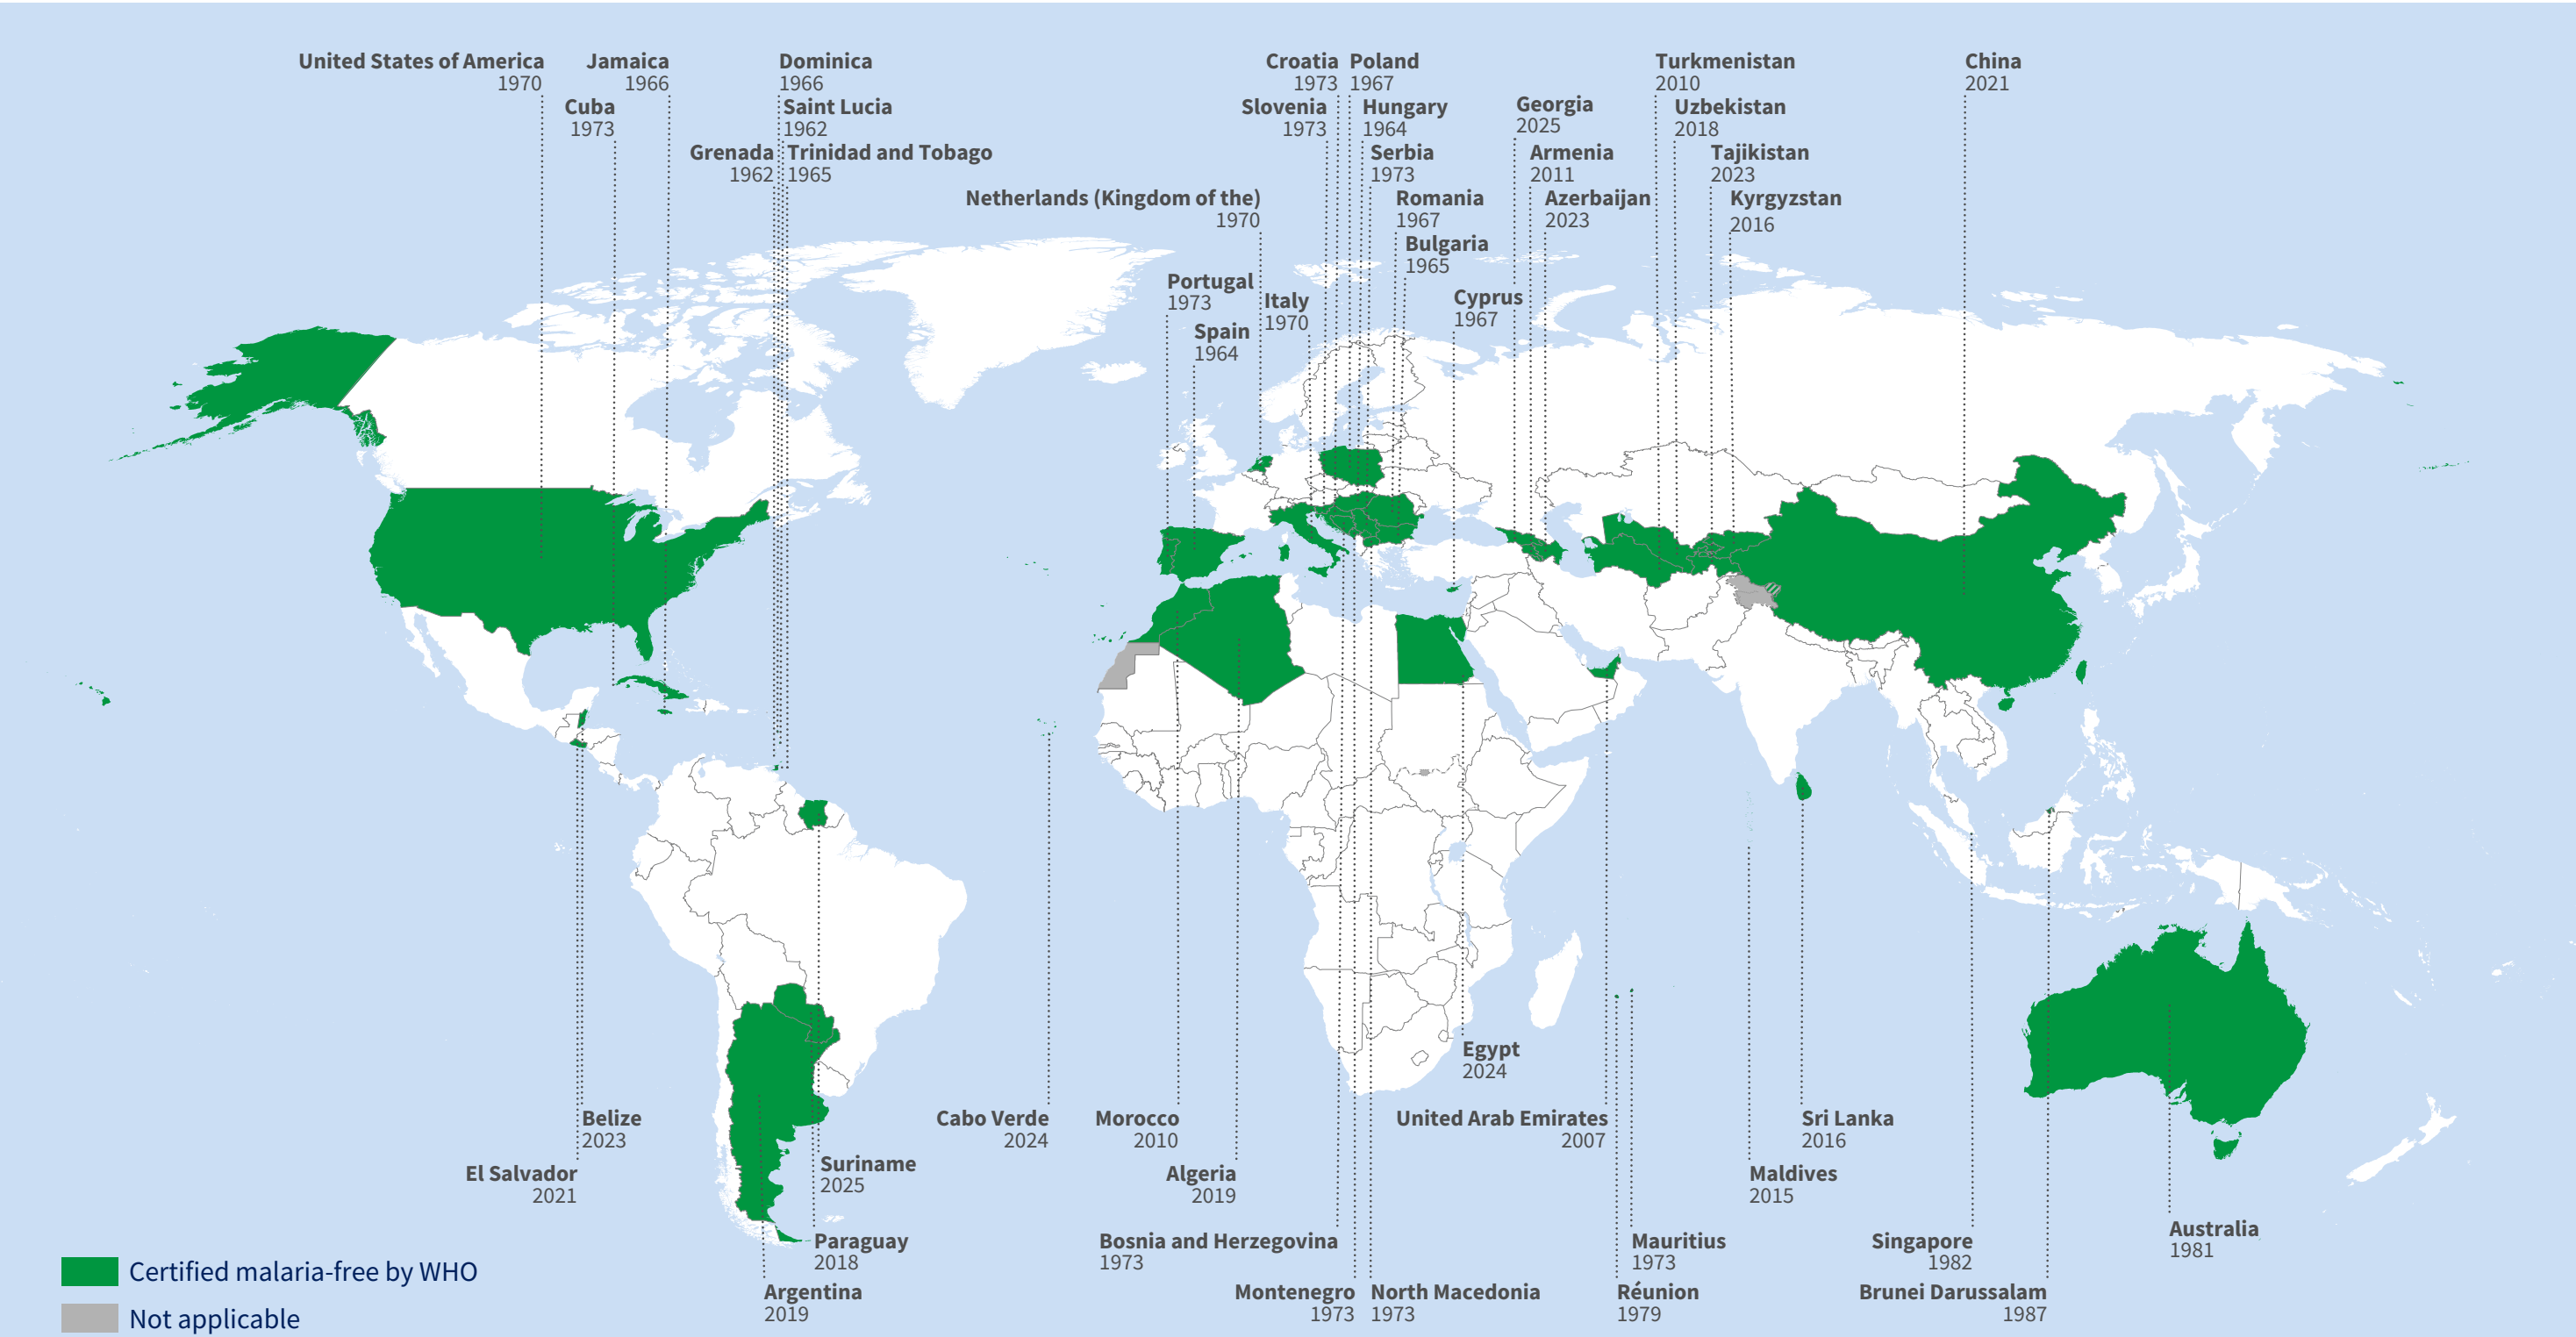 United States of America
1970
Jamaica
1966
Dominica
1966
Cuba
1973
Saint Lucia
1962
Grenada
1962
Trinidad and Tobago
1965
Croatia
1973
Poland
1967
Slovenia
1973
Hungary
1964
Serbia
1973
Netherlands (Kingdom of the)
1970
Romania
1967
Bulgaria
1965
Portugal
1973
Italy
1970
Spain
1964
Cyprus
1967
Georgia
2025
Armenia
2011
Azerbaijan
2023
Turkmenistan
2010
Uzbekistan
2018
Tajikistan
2023
Kyrgyzstan
2016
China
2021
Belize
2023
El Salvador
2021
Suriname
2025
Paraguay
2018
Argentina
2019
Cabo Verde
2024
Morocco
2010
Algeria
2019
Egypt
2024
United Arab Emirates
2007
Bosnia and Herzegovina
1973
Montenegro
1973
North Macedonia
1973
Mauritius
1973
Réunion
1979
Sri Lanka
2016
Maldives
2015
Singapore
1982
Brunei Darussalam
1987
Australia
1981
Certified malaria-free by WHO
Not applicable